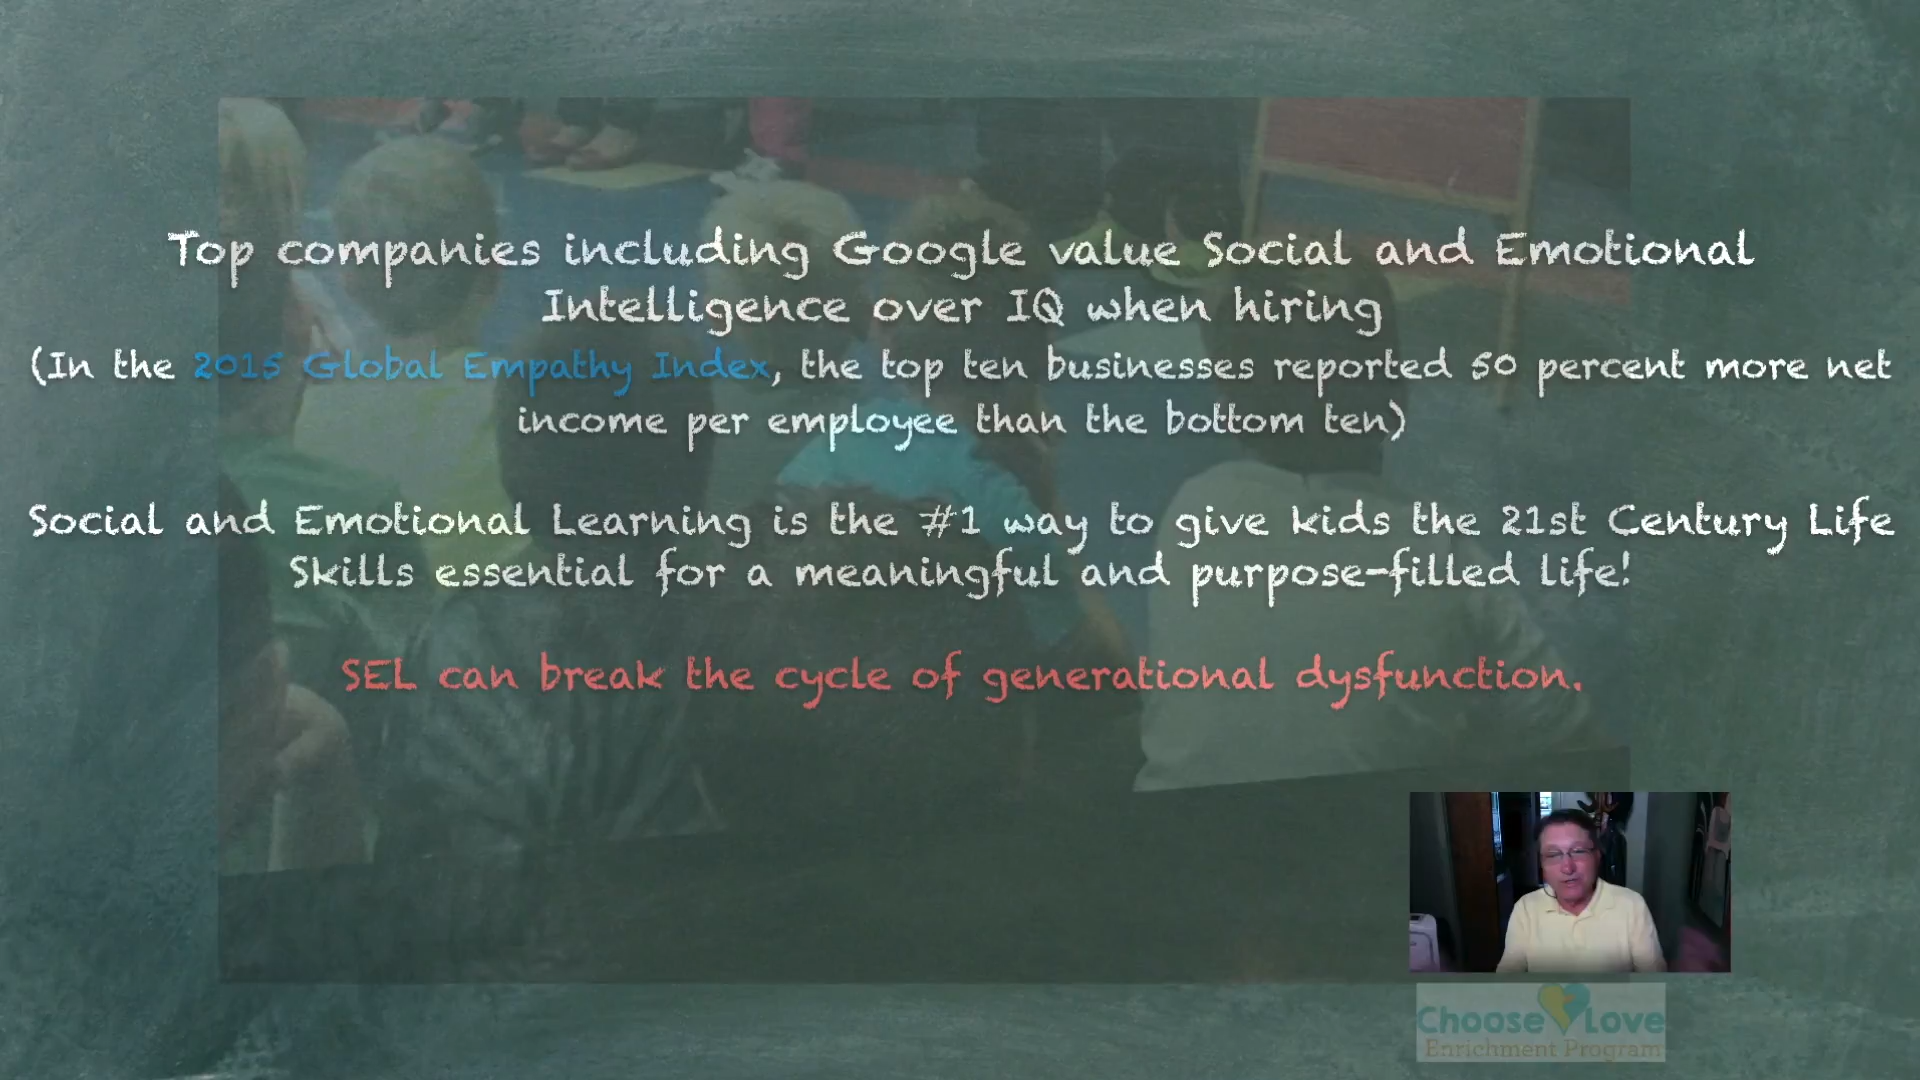 Top companies including Google value Social and Emotional
Intelligence over IQ when hiring
(In the 2015 Global Empathy Index, the top ten businesses reported 50 percent more net
income per employee than the bottom ten)
Social and Emotional Learning is the #1 way to give kids the 21st Century Life
Skills essential for a meaningful and purpose-filled life!
SEL can break the cycle of generational dysfunction.
Choose Love
Enrichment Program